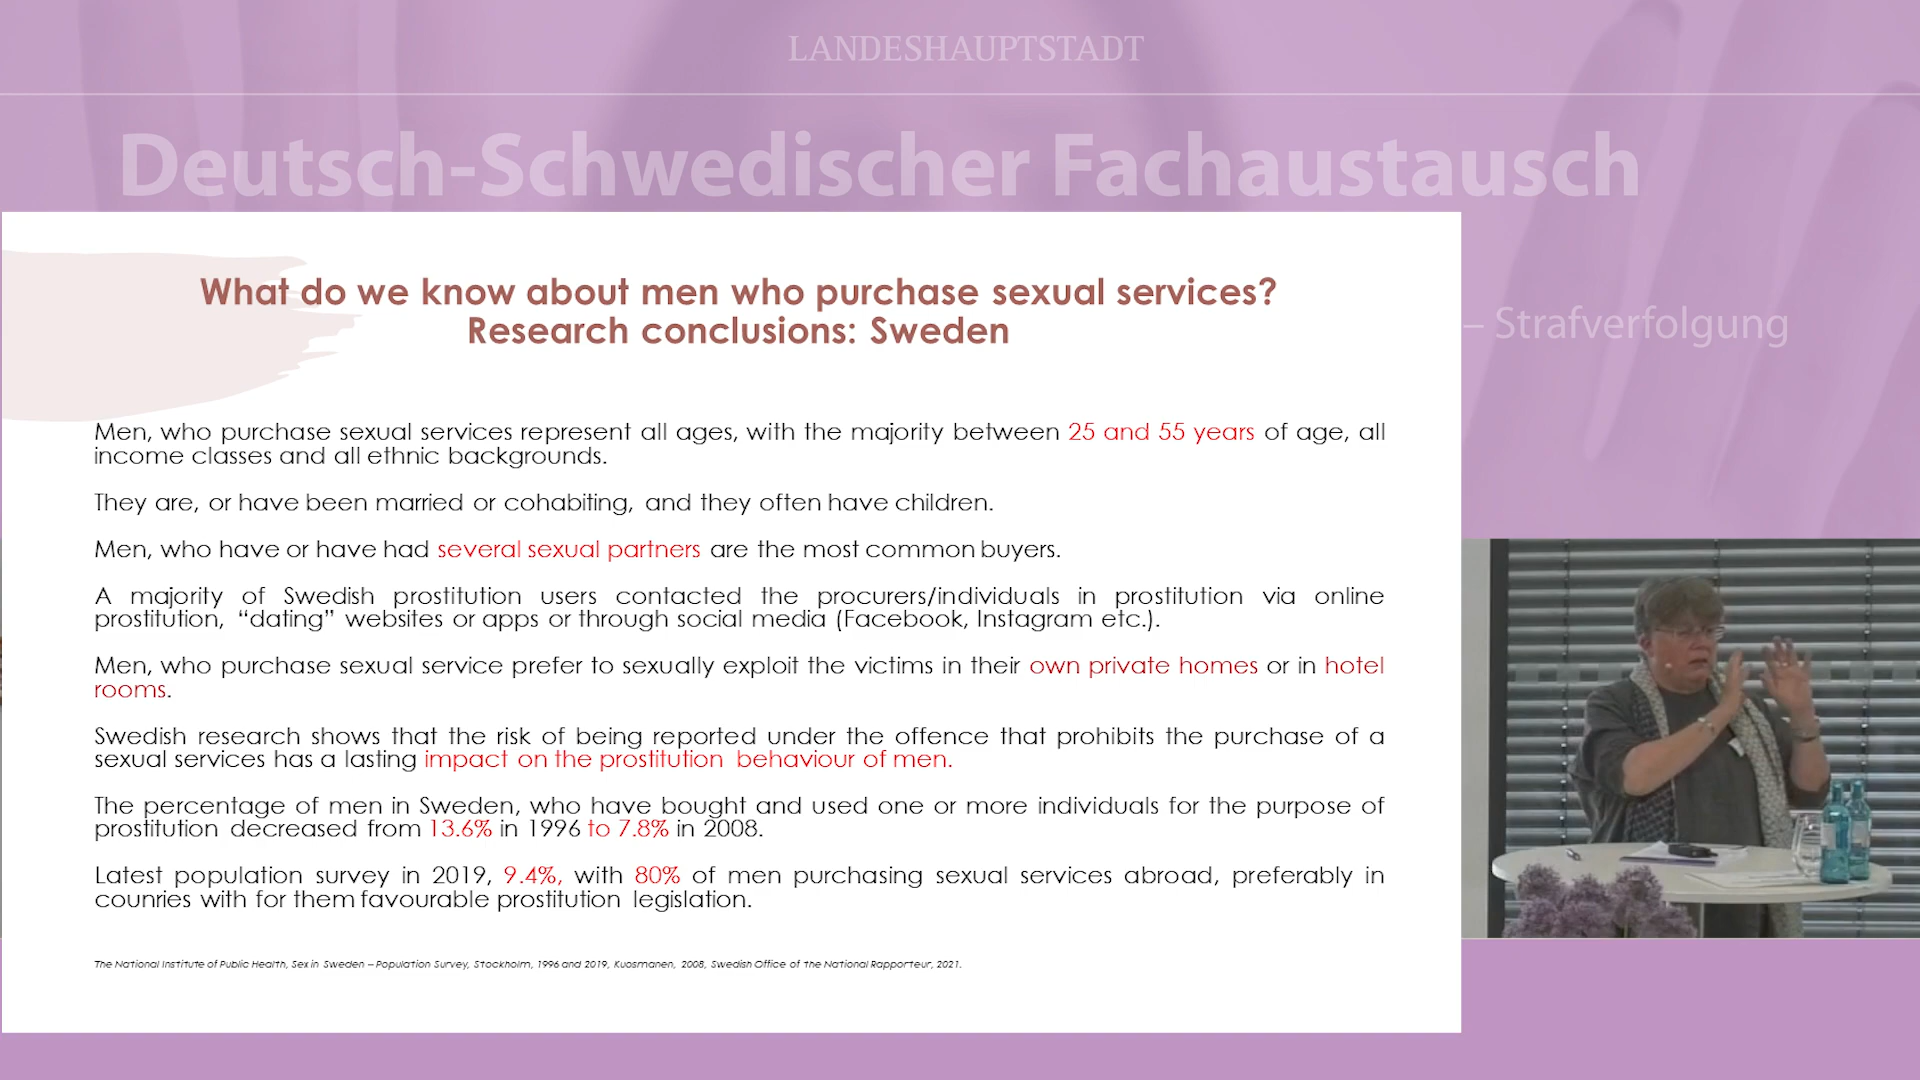 LANDESHAUPTSTADT
Deutsch-Schwedischer Fachaustausch
– Strafverfolgung
What do we know about men who purchase sexual services?
Research conclusions: Sweden
Men, who purchase sexual services represent all ages, with the majority between 25 and 55 years of age, all
income classes and all ethnic backgrounds.
They are, or have been married or cohabiting, and they often have children.
Men, who have or have had several sexual partners are the most common buyers.
A majority of Swedish prostitution users contacted the procurers/individuals in prostitution via online
prostitution, “dating” websites or apps or through social media (Facebook, Instagram etc.).
Men, who purchase sexual service prefer to sexually exploit the victims in their own private homes or in hotel
rooms.
Swedish research shows that the risk of being reported under the offence that prohibits the purchase of a
sexual services has a lasting impact on the prostitution behaviour of men.
The percentage of men in Sweden, who have bought and used one or more individuals for the purpose of
prostitution decreased from 13.6% in 1996 to 7.8% in 2008.
Latest population survey in 2019, 9.4%, with 80% of men purchasing sexual services abroad, preferably in
counries with for them favourable prostitution legislation.
The National Institute of Public Health, Sex in Sweden – Population Survey, Stockholm, 1996 and 2019, Kuosmanen, 2008, Swedish Office of the National Rapporteur, 2021.